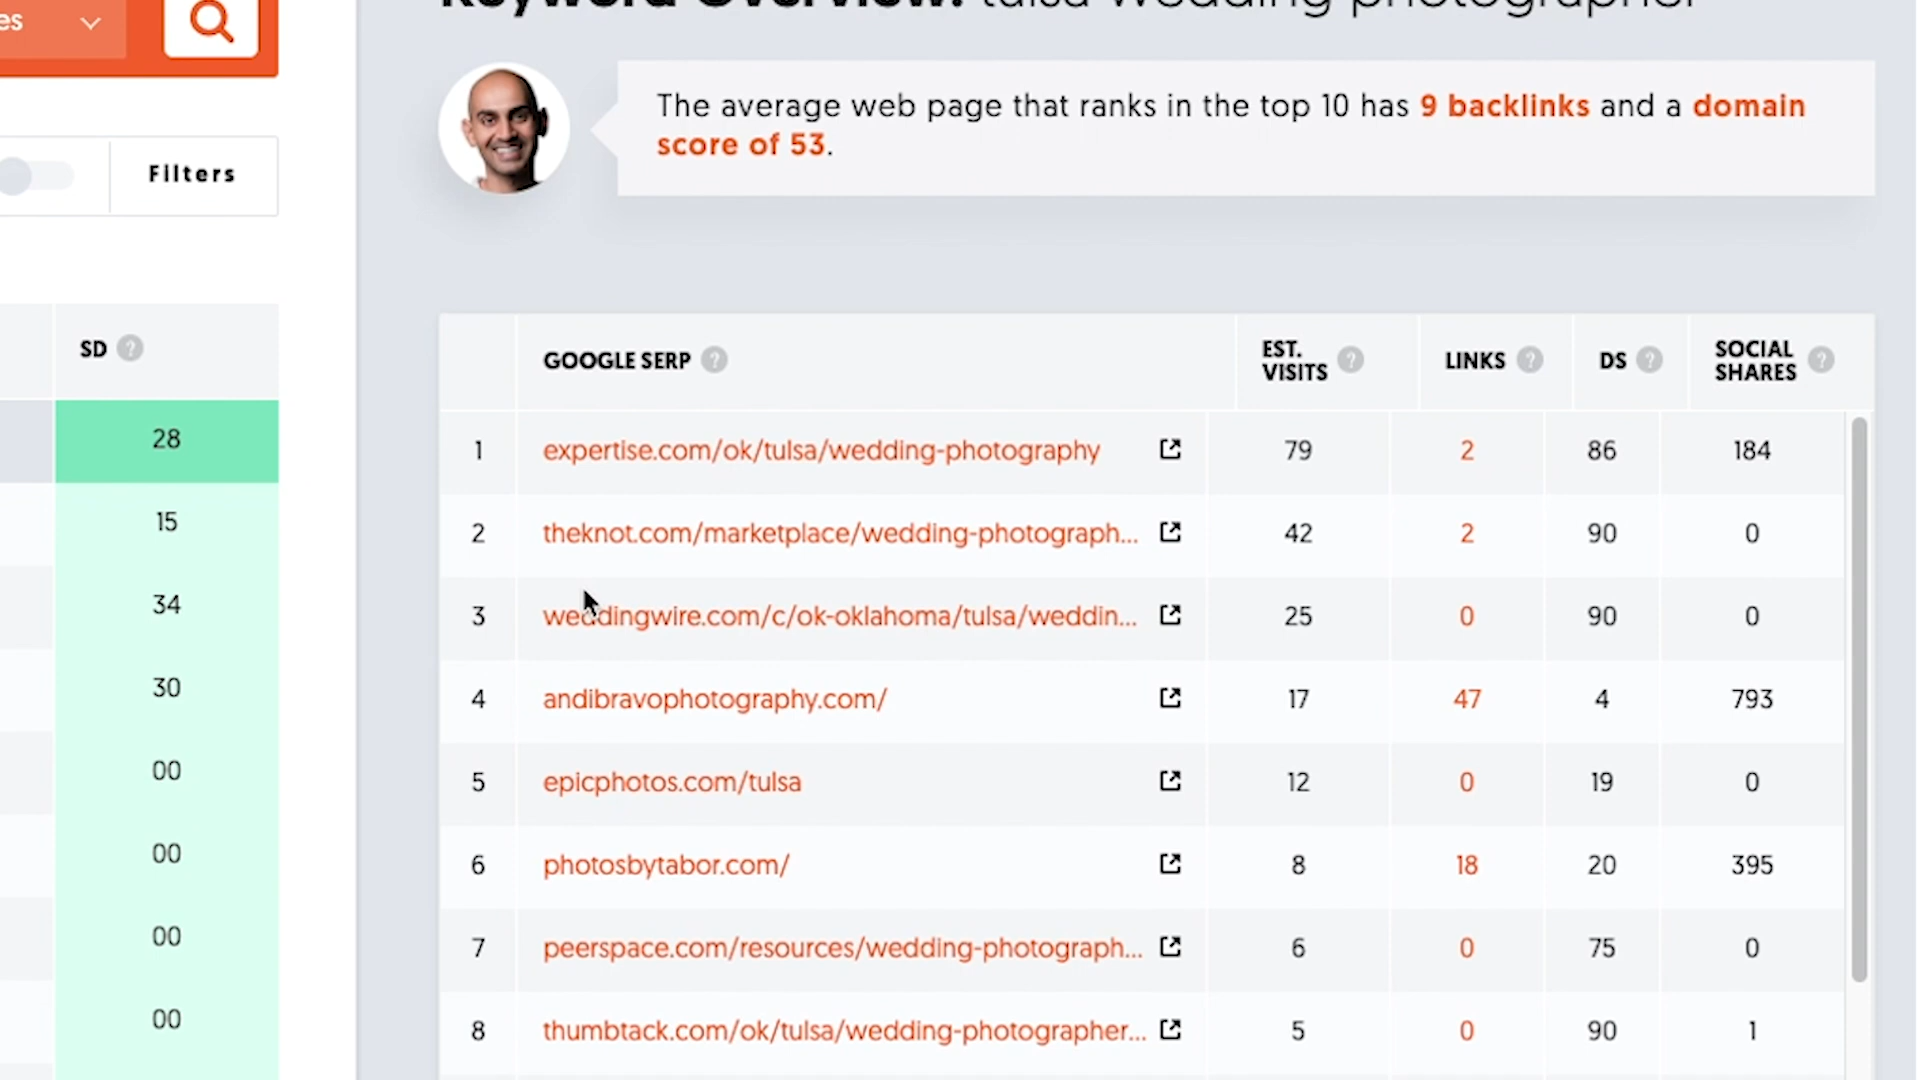 es
Keyword Overview: tulsa wedding photographer
The average web page that ranks in the top 10 has 9 backlinks and a domain
score of 53.
Filters
SD ?
28
15
34
30
00
00
00
00
GOOGLE SERP ? EST. VISITS ? LINKS ? DS ? SOCIAL SHARES ?
1 expertise.com/ok/tulsa/wedding-photography 79 2 86 184
2 theknot.com/marketplace/wedding-photograph... 42 2 90 0
3 weddingwire.com/c/ok-oklahoma/tulsa/weddin... 25 0 90 0
4 andibravophotography.com/ 17 47 4 793
5 epicphotos.com/tulsa 12 0 19 0
6 photosbytabor.com/ 8 18 20 395
7 peerspace.com/resources/wedding-photograph... 6 0 75 0
8 thumbtack.com/ok/tulsa/wedding-photographer... 5 0 90 1